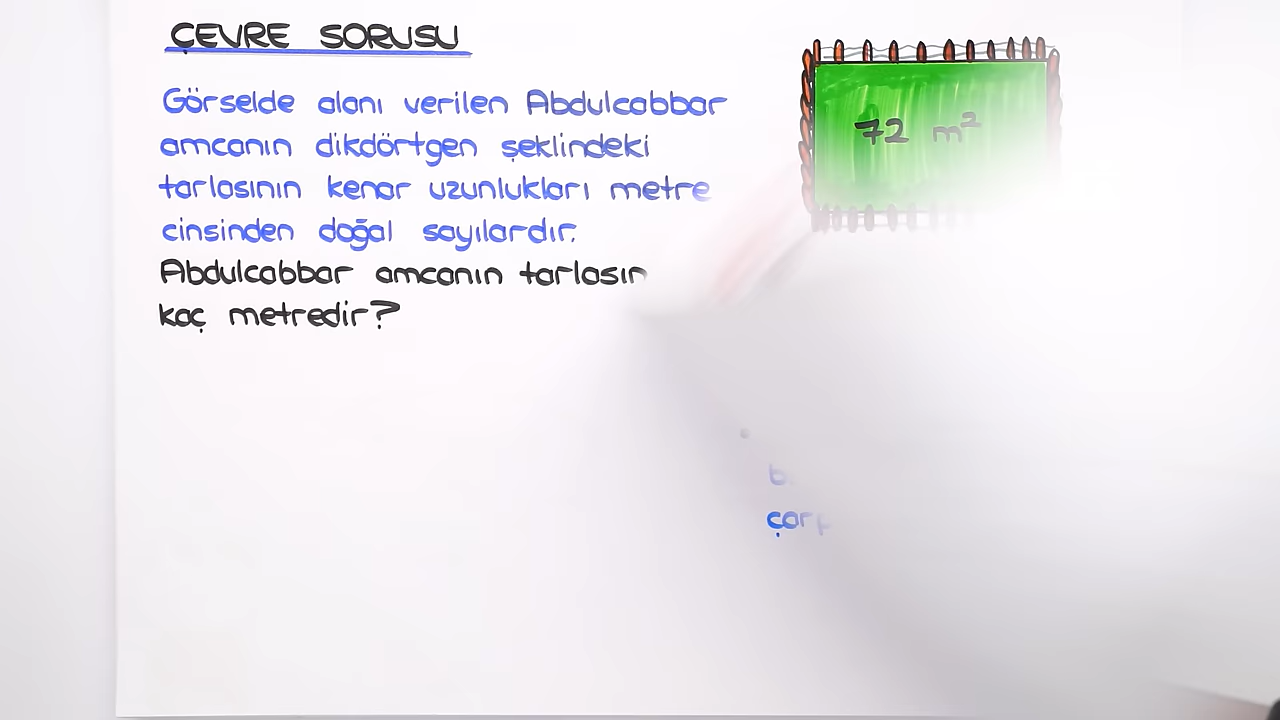 ÇEVRE SORUSU
Görselde alanı verilen Abdulcabbar
amcanın dikdörtgen şeklindeki
tarlasının kenar uzunlukları metre
cinsinden doğal sayılardır.
Abdulcabbar amcanın
kaç metredir?
72 m²